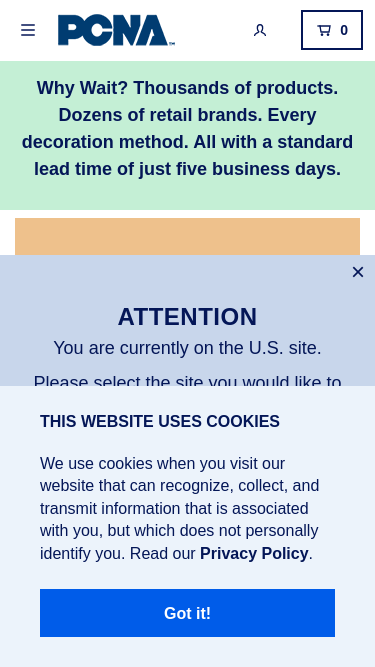 PCNA™
0
Why Wait? Thousands of products.
Dozens of retail brands. Every
decoration method. All with a standard
lead time of just five business days.
ATTENTION
You are currently on the U.S. site.
Please select the site you would like to
THIS WEBSITE USES COOKIES
We use cookies when you visit our
website that can recognize, collect, and
transmit information that is associated
with you, but which does not personally
identify you. Read our Privacy Policy.
Got it!